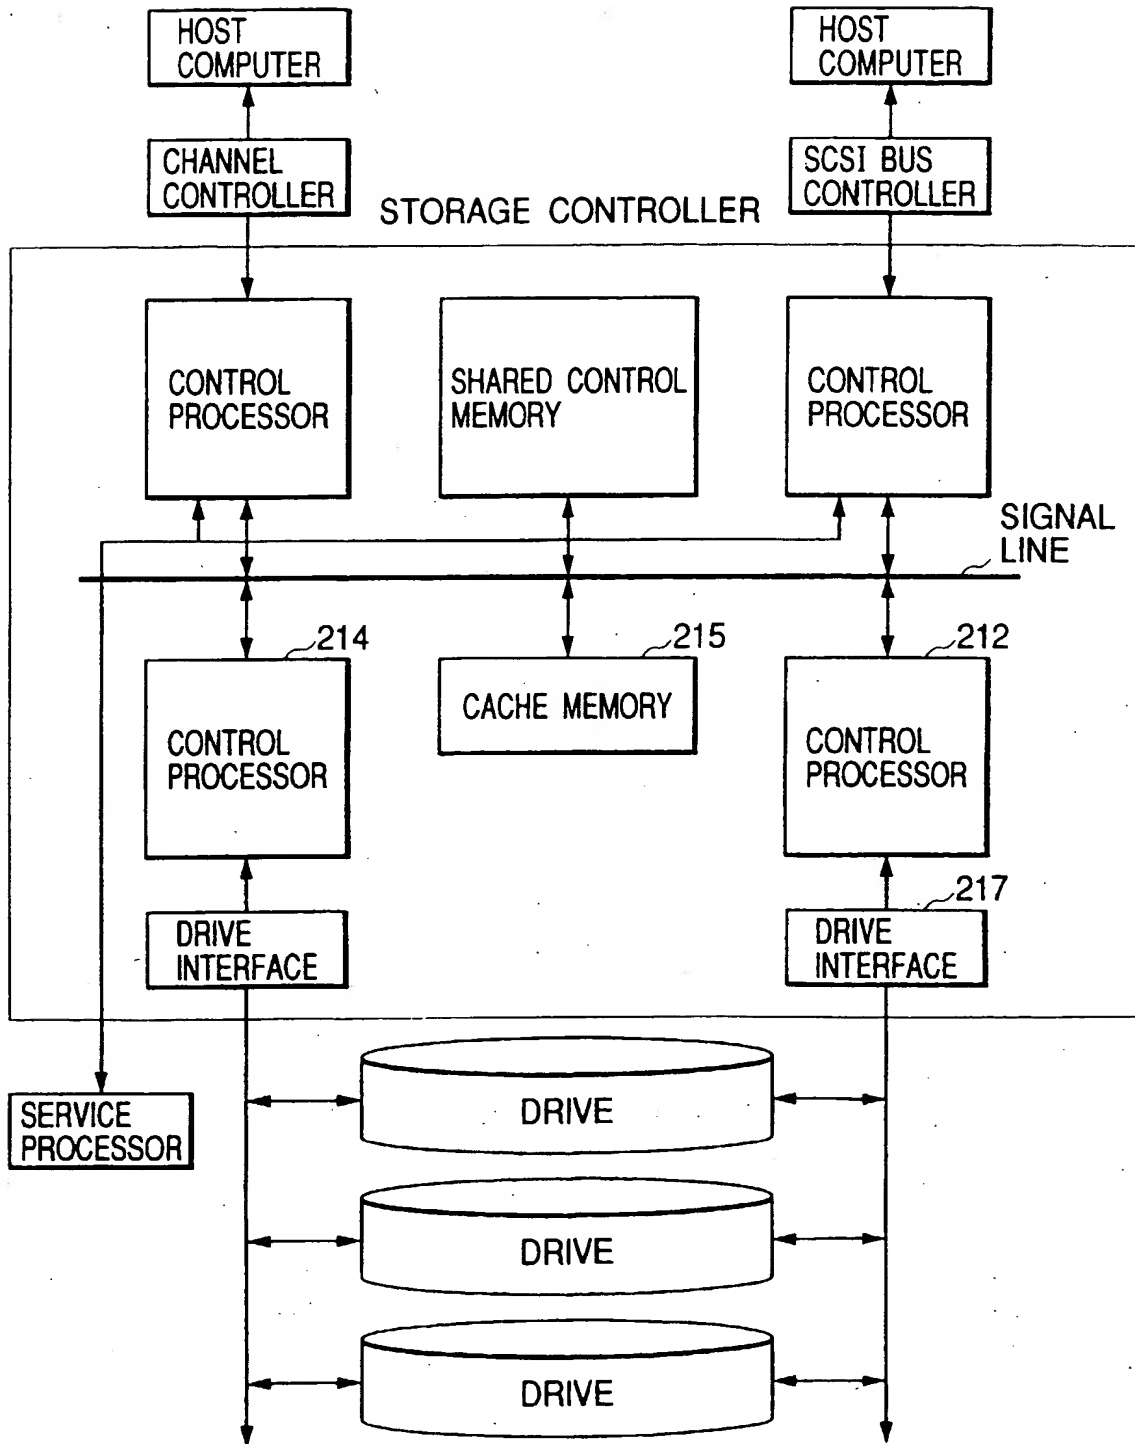 HOST
COMPUTER
HOST
COMPUTER
CHANNEL
CONTROLLER
SCSI BUS
CONTROLLER
STORAGE CONTROLLER
CONTROL
PROCESSOR
SHARED CONTROL
MEMORY
CONTROL
PROCESSOR
SIGNAL
LINE
214
215
212
CONTROL
PROCESSOR
CACHE MEMORY
CONTROL
PROCESSOR
217
DRIVE
INTERFACE
DRIVE
INTERFACE
SERVICE
PROCESSOR
DRIVE
DRIVE
DRIVE